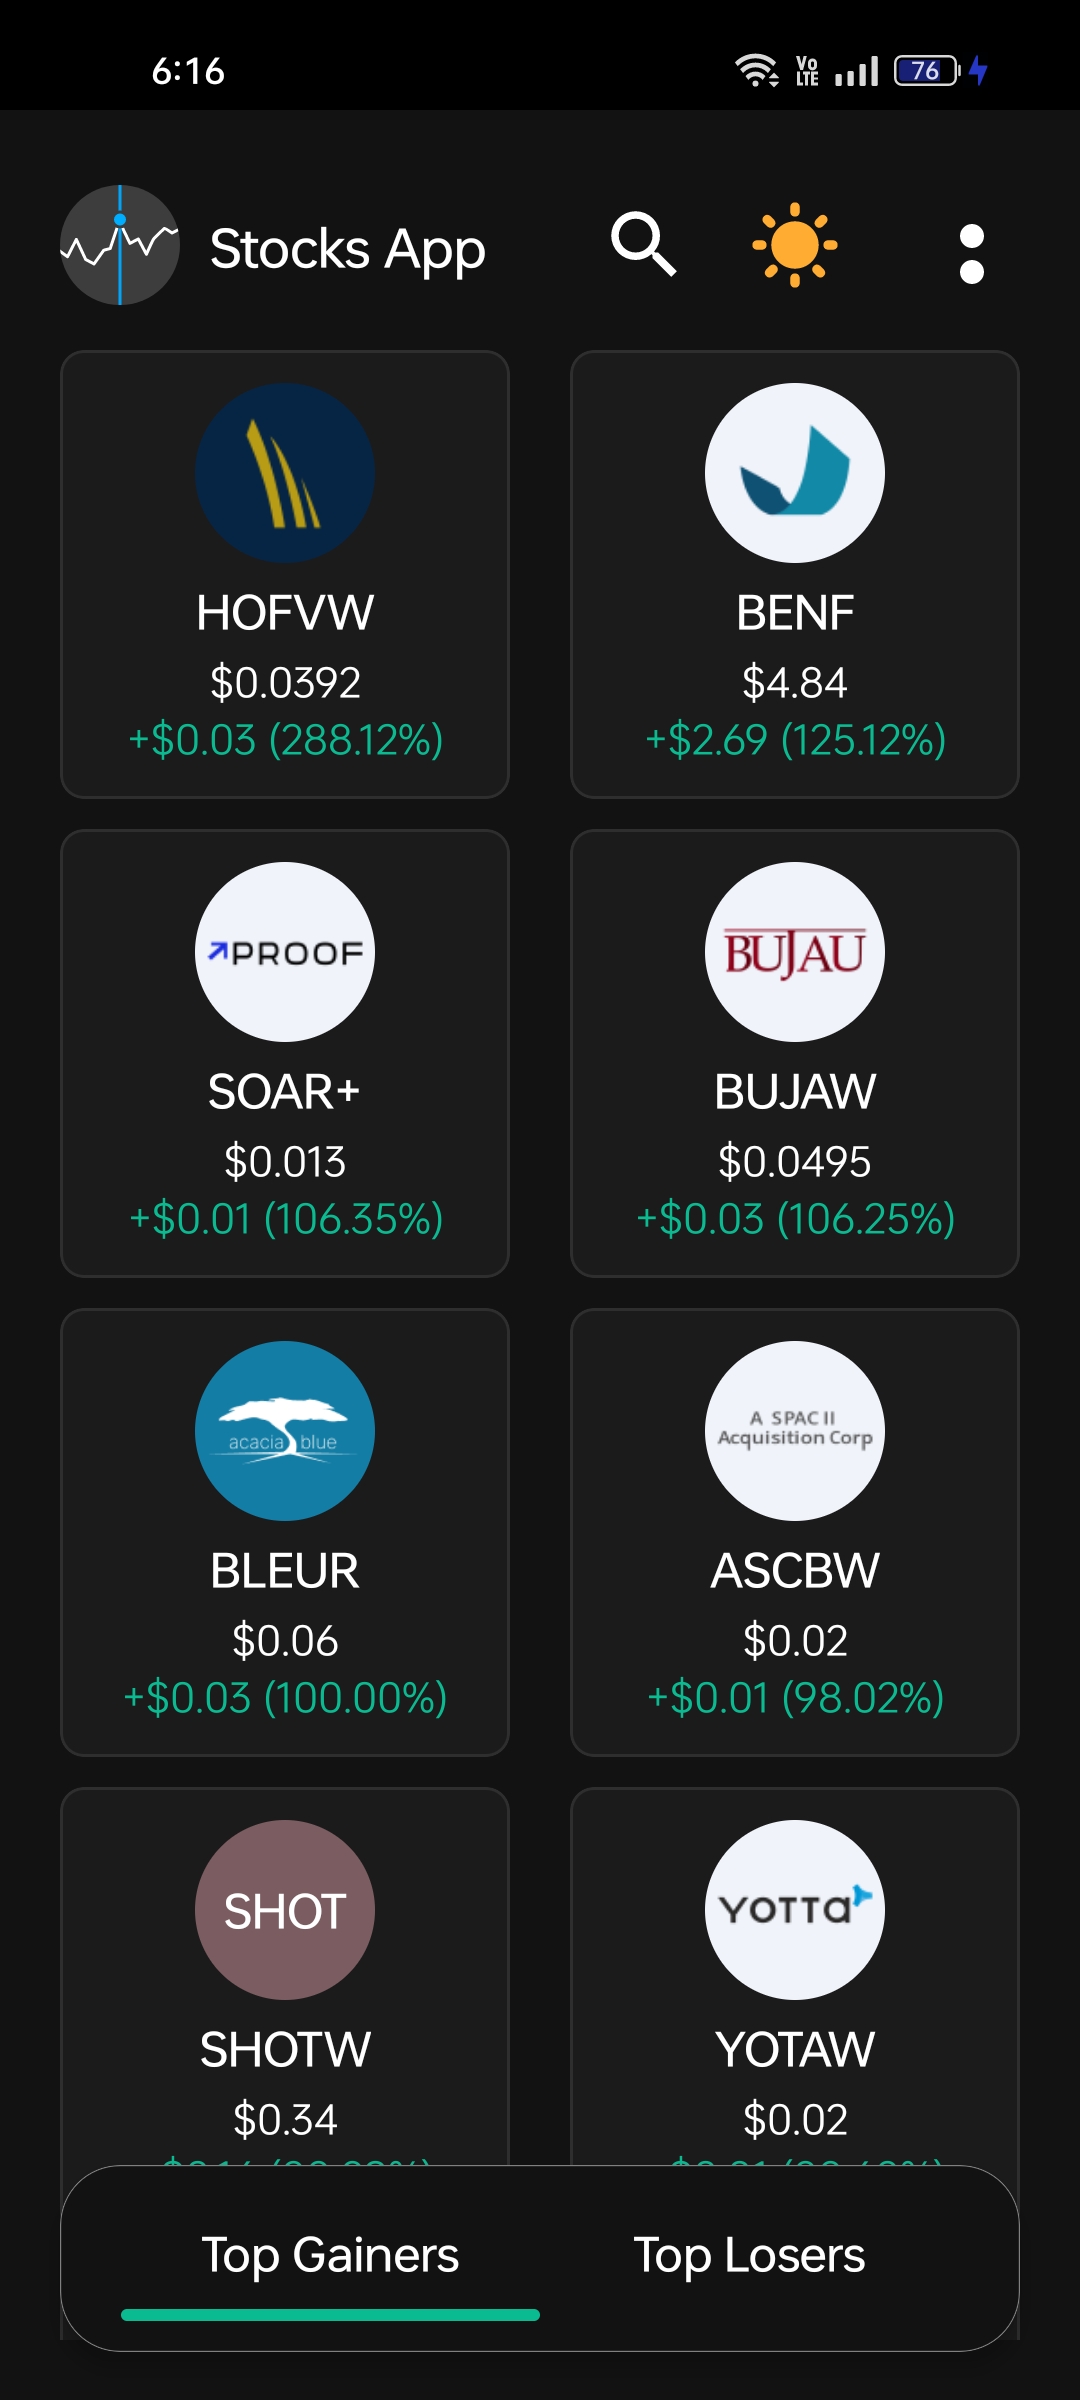 6:16
Vo
LTE
76
Stocks App
HOFVW
$0.0392
+$0.03 (288.12%)
BENF
$4.84
+$2.69 (125.12%)
PROOF
SOAR+
$0.013
+$0.01 (106.35%)
BUJAU
BUJAW
$0.0495
+$0.03 (106.25%)
acacia blue
BLEUR
$0.06
+$0.03 (100.00%)
A SPAC II
Acquisition Corp
ASCBW
$0.02
+$0.01 (98.02%)
SHOT
SHOTW
$0.34
YOTTA
YOTAW
$0.02
Top Gainers
Top Losers